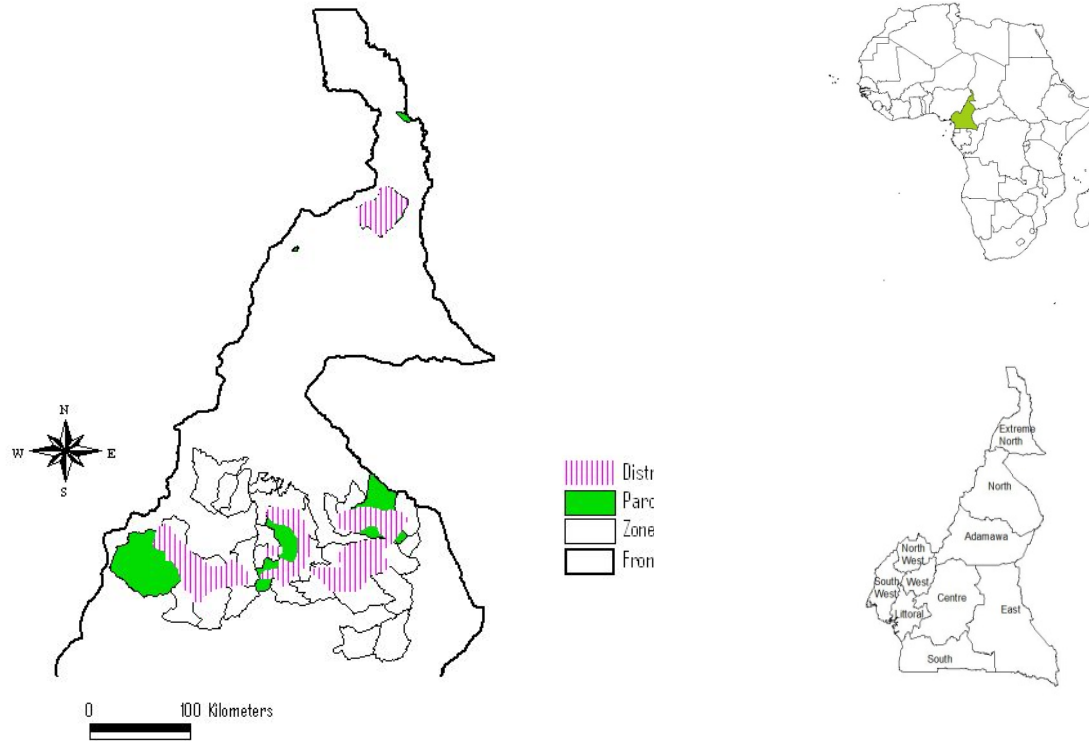 N
W E
S
0 100 Kilometers
Distr
Parc
Zone
Fron
Extreme
North
North
Adamawa
North
West
South
West
West
Littoral
Centre
East
South